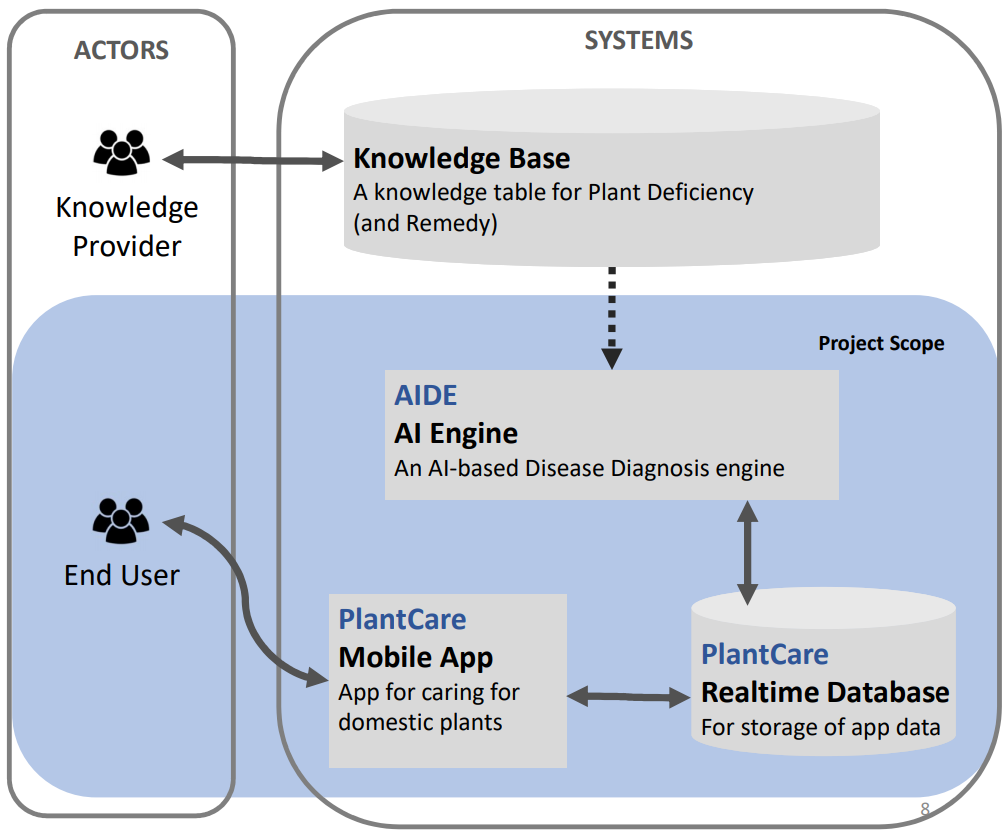 ACTORS
SYSTEMS
Knowledge Base
A knowledge table for Plant Deficiency
(and Remedy)
Knowledge
Provider
Project Scope
AIDE
AI Engine
An AI-based Disease Diagnosis engine
End User
PlantCare
Mobile App
App for caring for
domestic plants
PlantCare
Realtime Database
For storage of app data
8